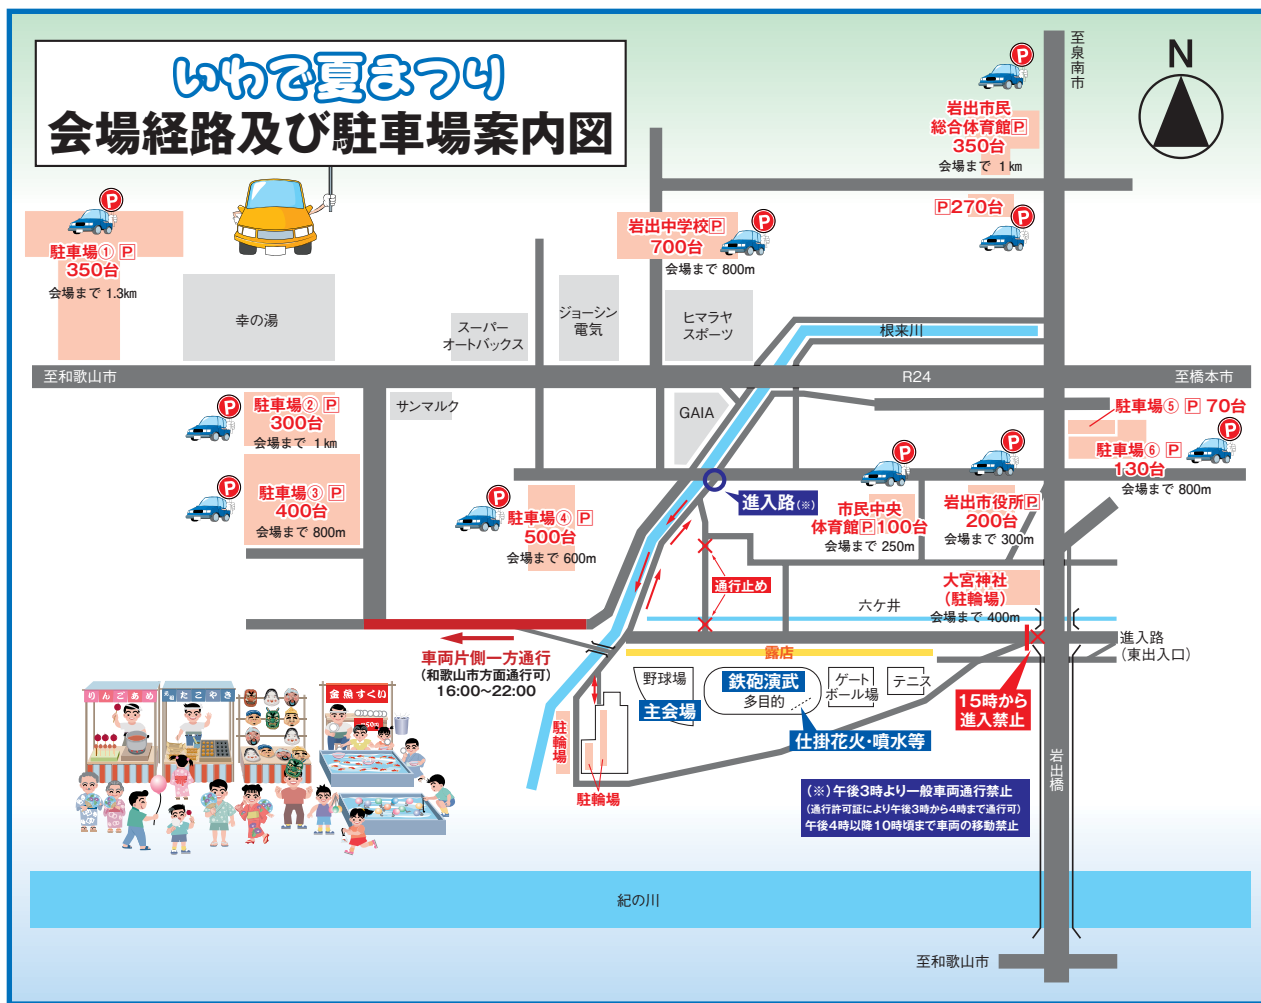 いわで夏まつり
会場経路及び駐車場案内図
至泉南市
N
岩出市民
総合体育館P
350台
会場まで 1km
P270台
岩出中学校P
700台
会場まで 800m
P
駐車場① P
350台
会場まで 1.3km
幸の湯
スーパー
オートバックス
ジョーシン
電気
ヒマラヤ
スポーツ
根来川
至和歌山市
R24
至橋本市
駐車場② P
300台
会場まで 1km
サンマルク
GAIA
駐車場⑤ P 70台
駐車場⑥ P
130台
会場まで 800m
駐車場③ P
400台
会場まで 800m
駐車場④ P
500台
会場まで 600m
進入路(※)
市民中央
体育館P100台
会場まで 250m
岩出市役所P
200台
会場まで 300m
通行止め
大宮神社
(駐輪場)
会場まで 400m
六ケ井
進入路
(東出入口)
車両片側一方通行
(和歌山市方面通行可)
16:00～22:00
露店
野球場
主会場
鉄砲演武
多目的
ゲート
ボール場
テニス
仕掛花火・噴水等
15時から
進入禁止
駐輪場
駐輪場
岩出橋
(※)午後3時より一般車両通行禁止
(通行許可証により午後3時から4時まで通行可)
午後4時以降10時頃まで車両の移動禁止
りんごあめ
たこやき
金魚すくい
紀の川
至和歌山市